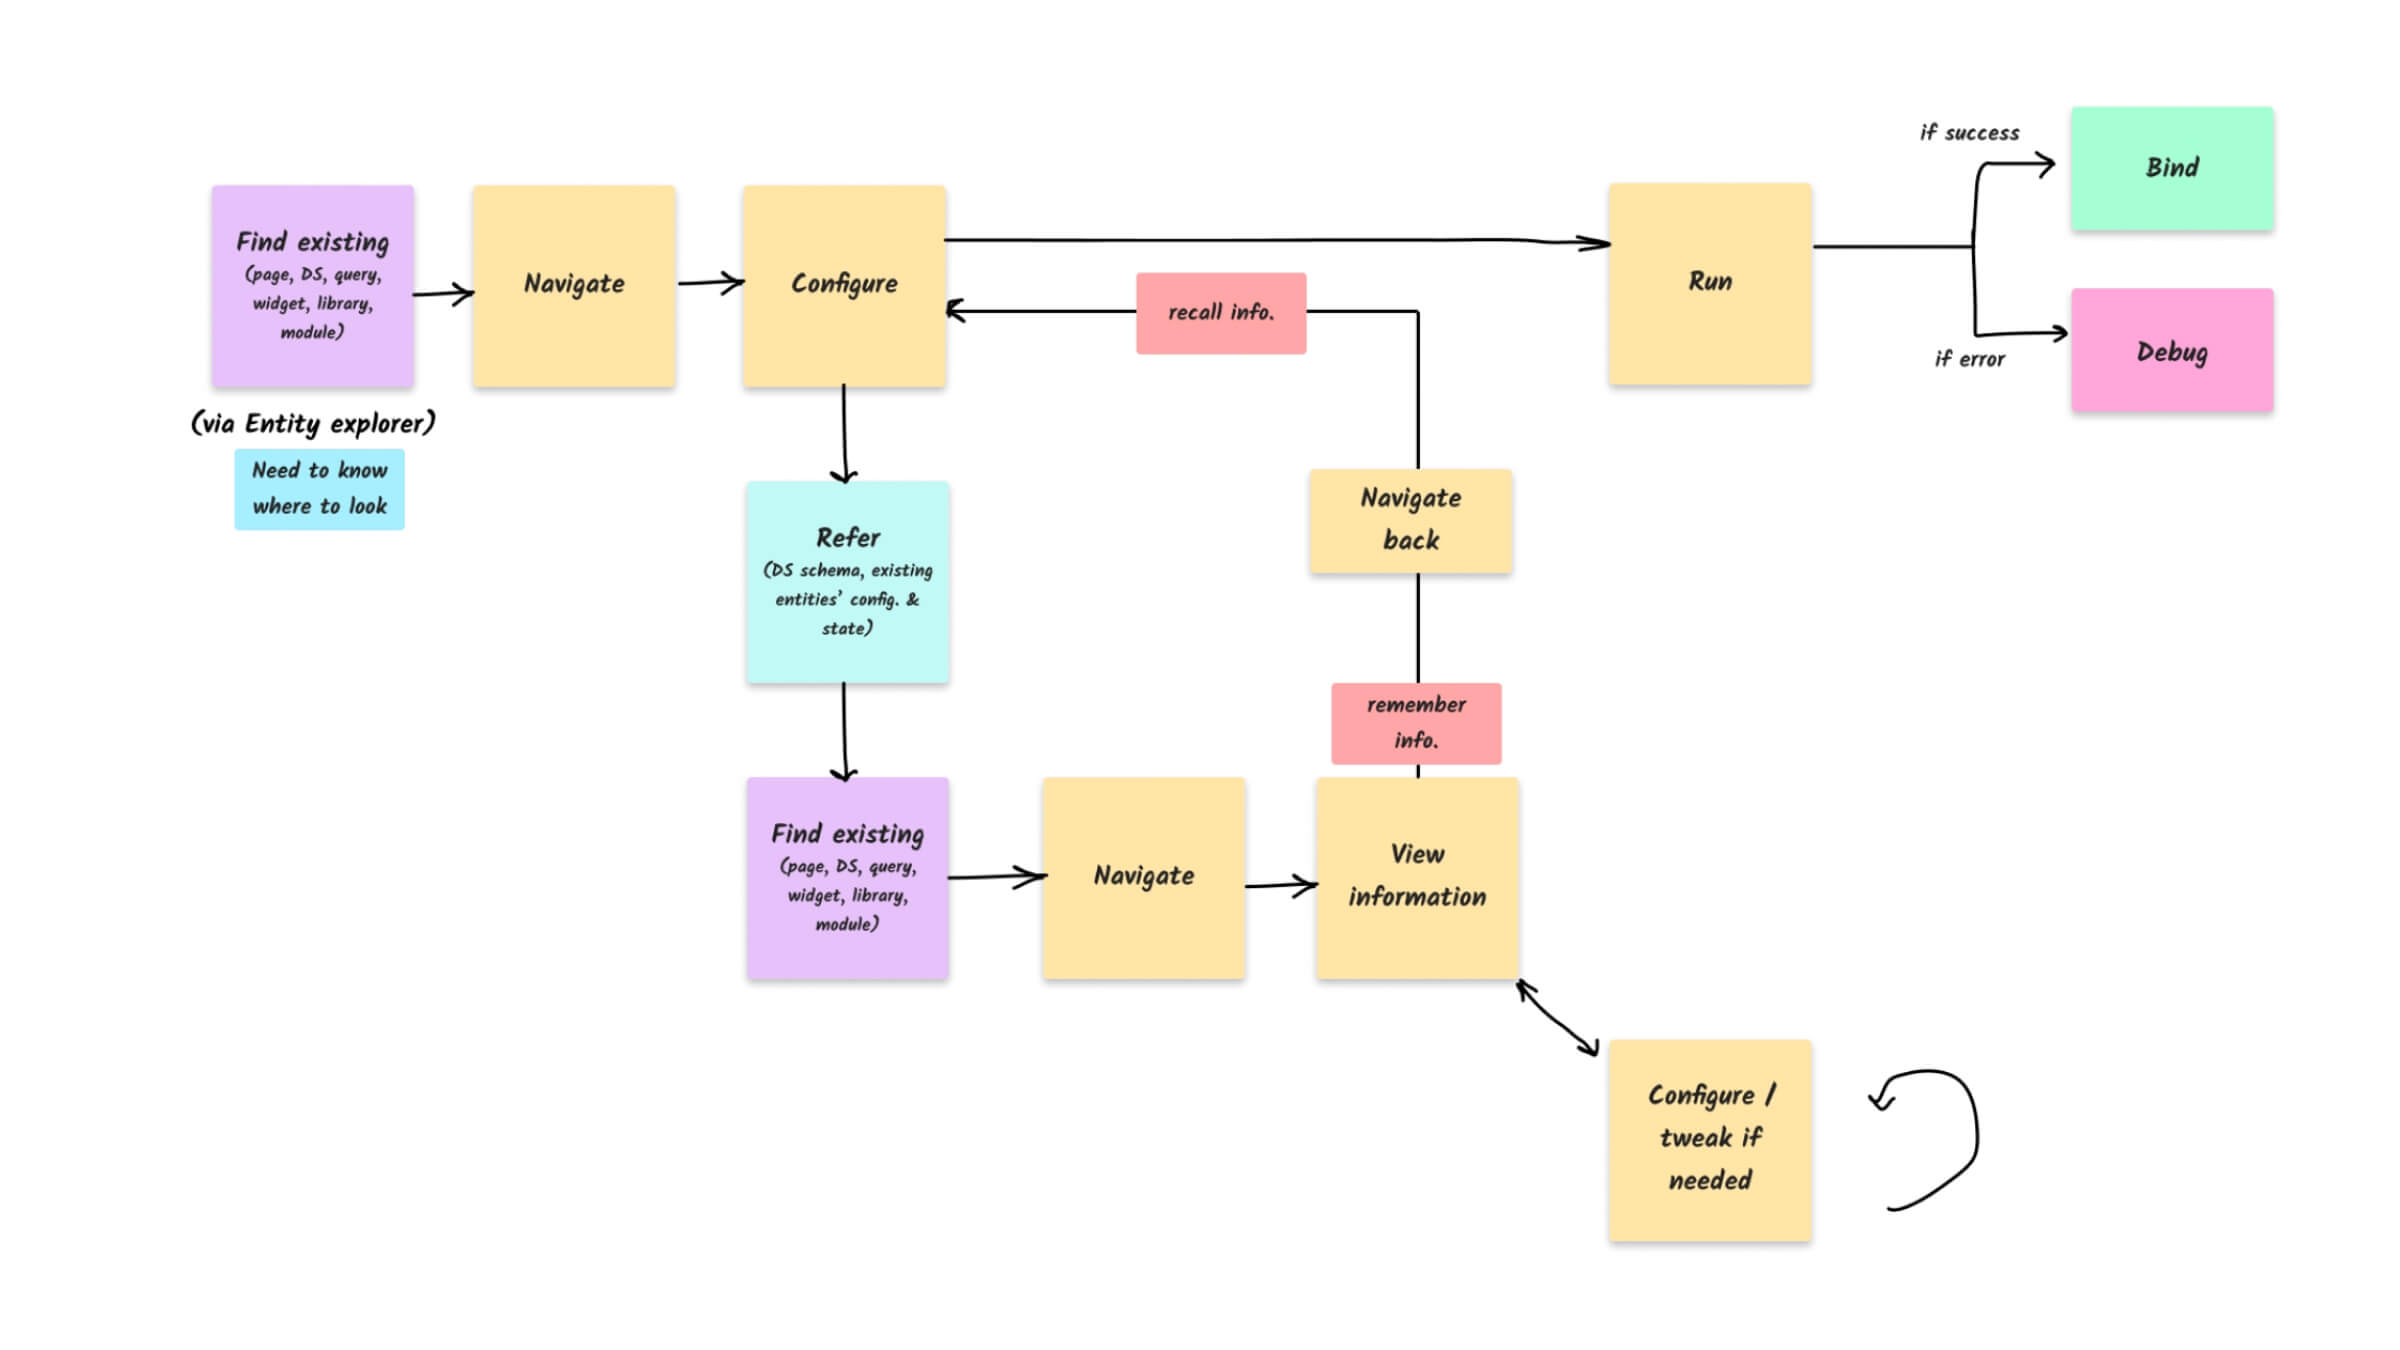 Find existing
(page, DS, query,
widget, library,
module)
(via Entity explorer)
Need to know
where to look
Navigate
Configure
recall info.
Run
if success
Bind
if error
Debug
Refer
(DS schema, existing
entities’ config. &
state)
Navigate
back
remember
info.
Find existing
(page, DS, query,
widget, library,
module)
Navigate
View
information
Configure /
tweak if
needed